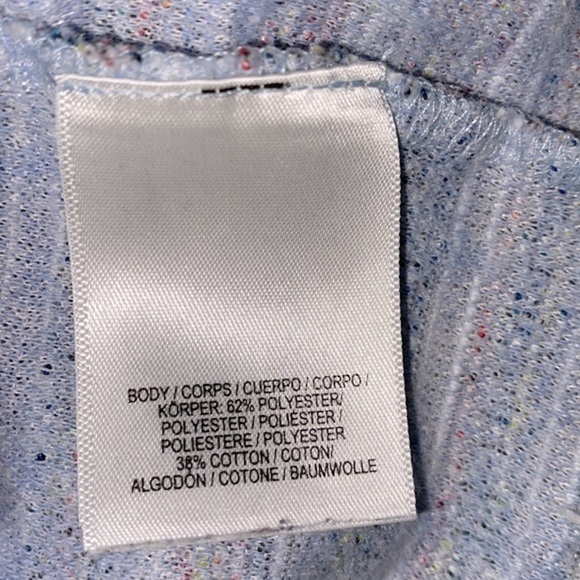 BODY / CORPS / CUERPO / CORPO /
KÖRPER: 62% POLYESTER/
POLYESTER / POLIÉSTER /
POLIESTERE / POLYESTER
38% COTTON / COTON/
ALGODÓN / COTONE / BAUMWOLLE